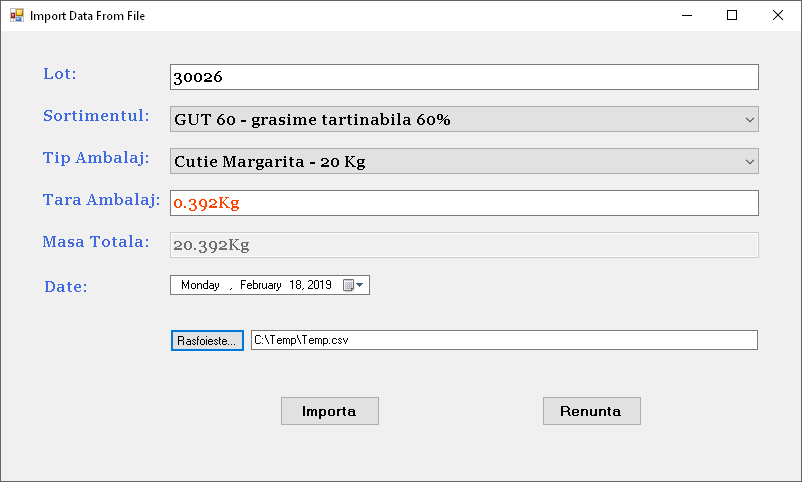 Import Data From File
Lot: 30026
Sortimentul: GUT 60 - grasime tartinabila 60%
Tip Ambalaj: Cutie Margarita - 20 Kg
Tara Ambalaj: 0.392Kg
Masa Totala: 20.392Kg
Date: Monday , February 18, 2019
Rasfoieste... C:\Temp\Temp.csv
Importa Renunta